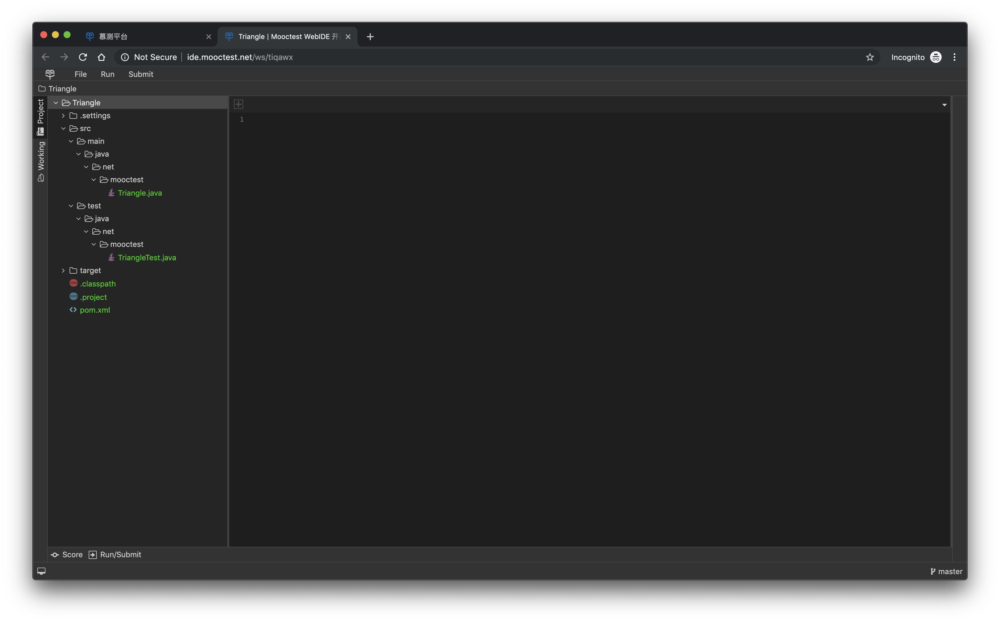 慕测平台
Triangle | Mooctest WebIDE 开
Not Secure | ide.mooctest.net/ws/tiqawx
Incognito
File Run Submit
Triangle
Project
Working
Triangle
.settings
src
main
java
net
mooctest
Triangle.java
test
java
net
mooctest
TriangleTest.java
target
.classpath
.project
pom.xml
1
Score Run/Submit
master